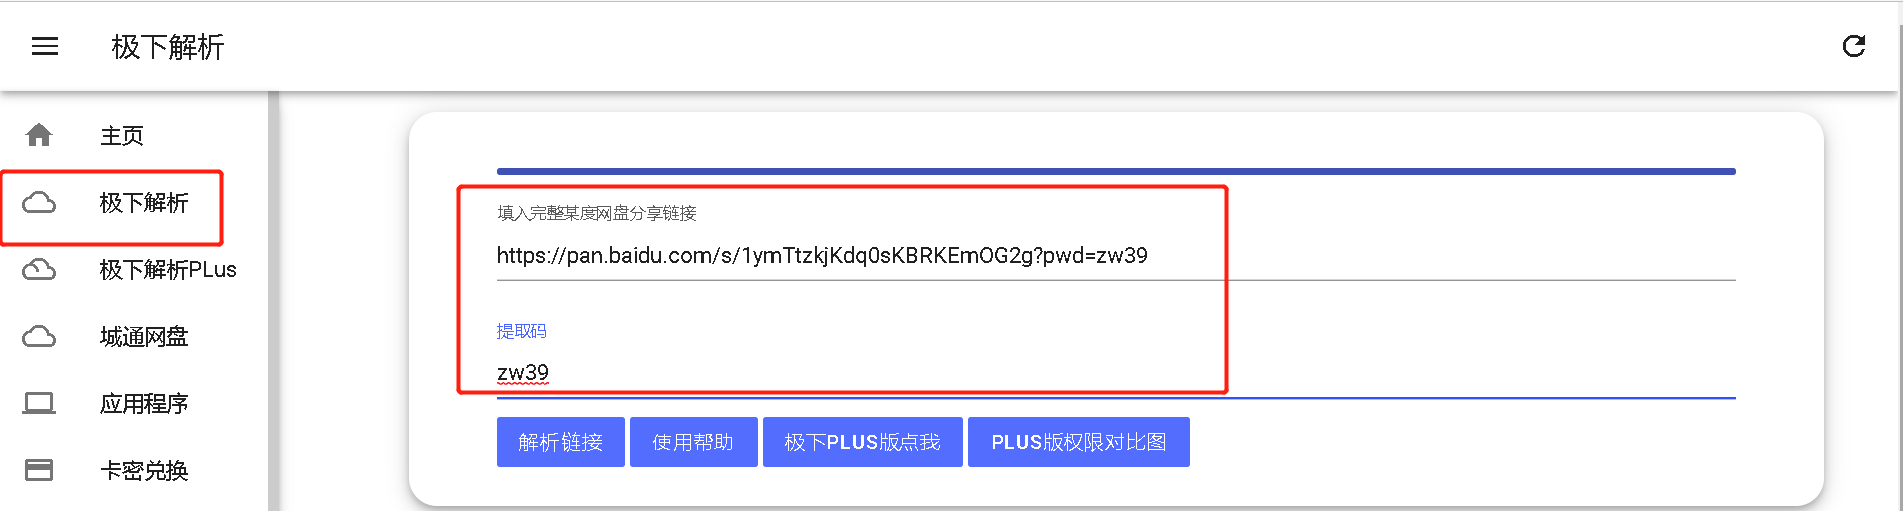 极下解析
主页
极下解析
极下解析PLus
城通网盘
应用程序
卡密兑换
填入完整某度网盘分享链接
https://pan.baidu.com/s/1ymTtzkjKdq0sKBRKEmOG2g?pwd=zw39
提取码
zw39
解析链接 使用帮助 极下PLUS版点我 PLUS版权限对比图